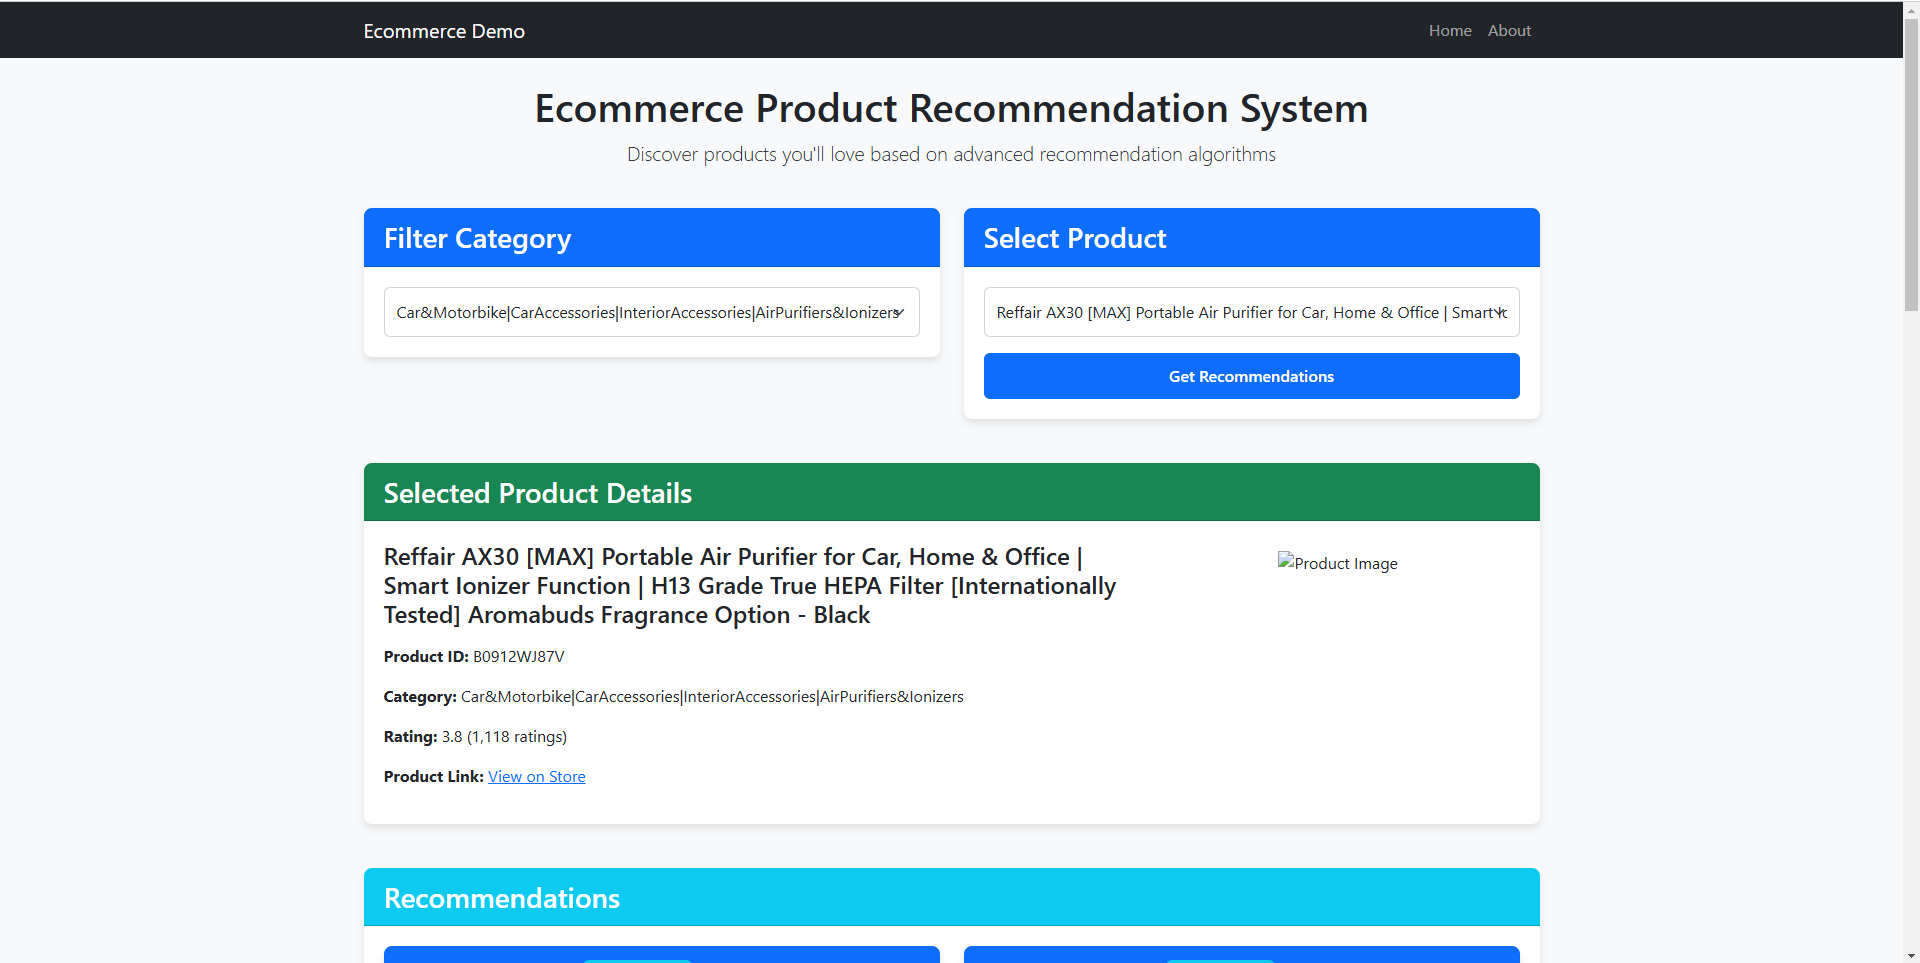 Ecommerce Demo
Home
About
Ecommerce Product Recommendation System
Discover products you'll love based on advanced recommendation algorithms
Filter Category
Car&Motorbike|CarAccessories|InteriorAccessories|AirPurifiers&Ionizers
Select Product
Reffair AX30 [MAX] Portable Air Purifier for Car, Home & Office | Smart
Get Recommendations
Selected Product Details
Reffair AX30 [MAX] Portable Air Purifier for Car, Home & Office |
Smart Ionizer Function | H13 Grade True HEPA Filter [Internationally
Tested] Aromabuds Fragrance Option - Black
Product Image
Product ID: B0912WJ87V
Category: Car&Motorbike|CarAccessories|InteriorAccessories|AirPurifiers&Ionizers
Rating: 3.8 (1,118 ratings)
Product Link: View on Store
Recommendations